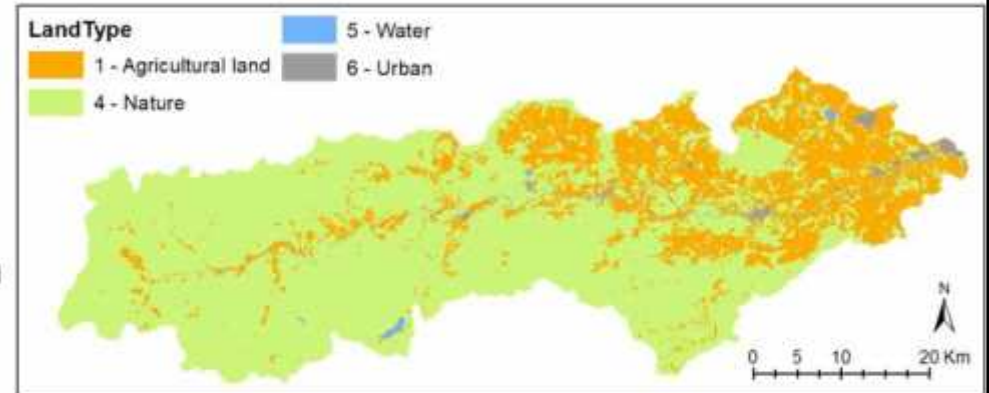 LandType
1 - Agricultural land
4 - Nature
5 - Water
6 - Urban
N
0 5 10 20 Km